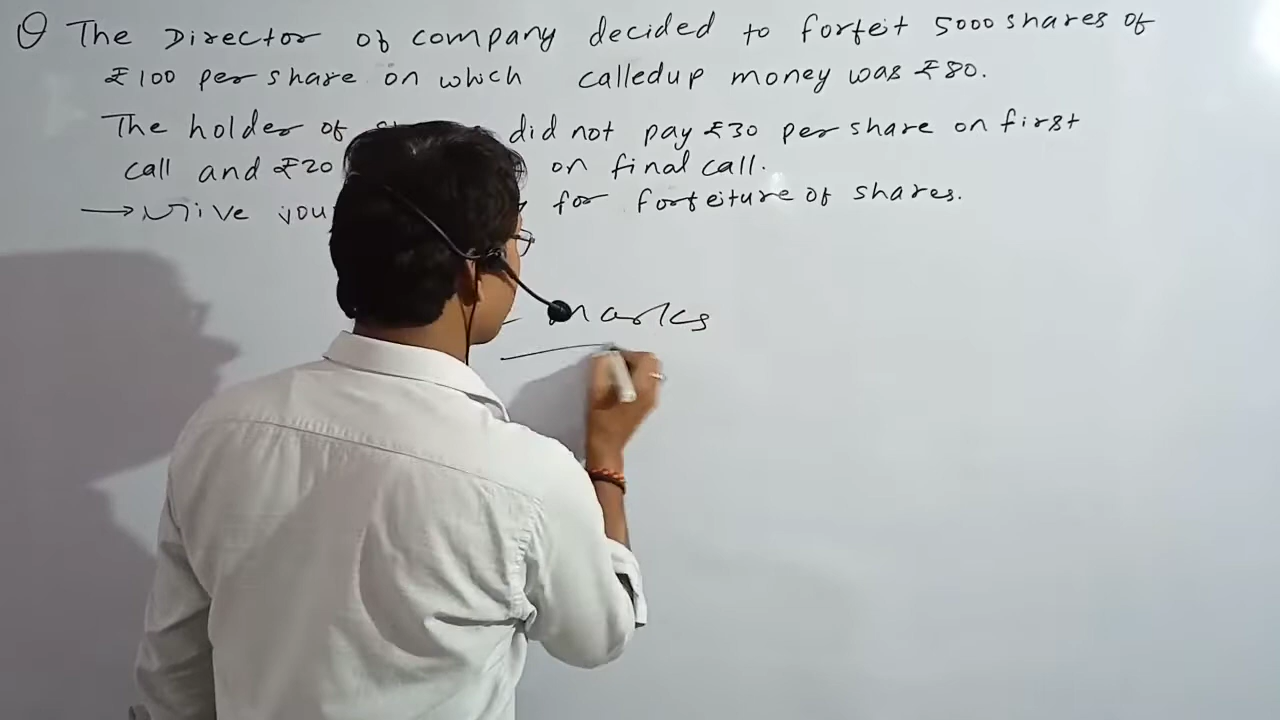 Q The Director of company decided to forfeit 5000 shares of
₹100 per share on which calledup money was ₹80.
The holder of did not pay ₹30 per share on first
call and ₹20 on final call.
→ Give for forfeiture of shares.
marks